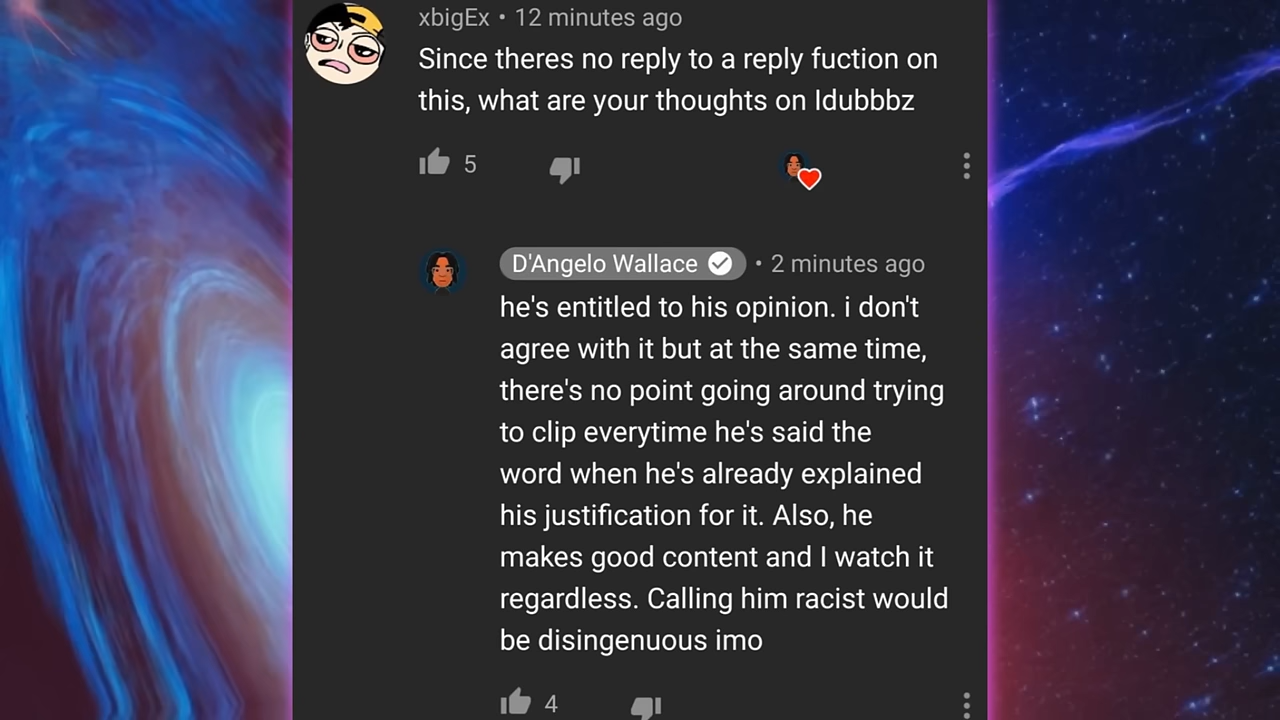 xbigEx • 12 minutes ago
Since theres no reply to a reply fuction on
this, what are your thoughts on Idubbbz
5
D'Angelo Wallace • 2 minutes ago
he's entitled to his opinion. i don't
agree with it but at the same time,
there's no point going around trying
to clip everytime he's said the
word when he's already explained
his justification for it. Also, he
makes good content and I watch it
regardless. Calling him racist would
be disingenuous imo
4